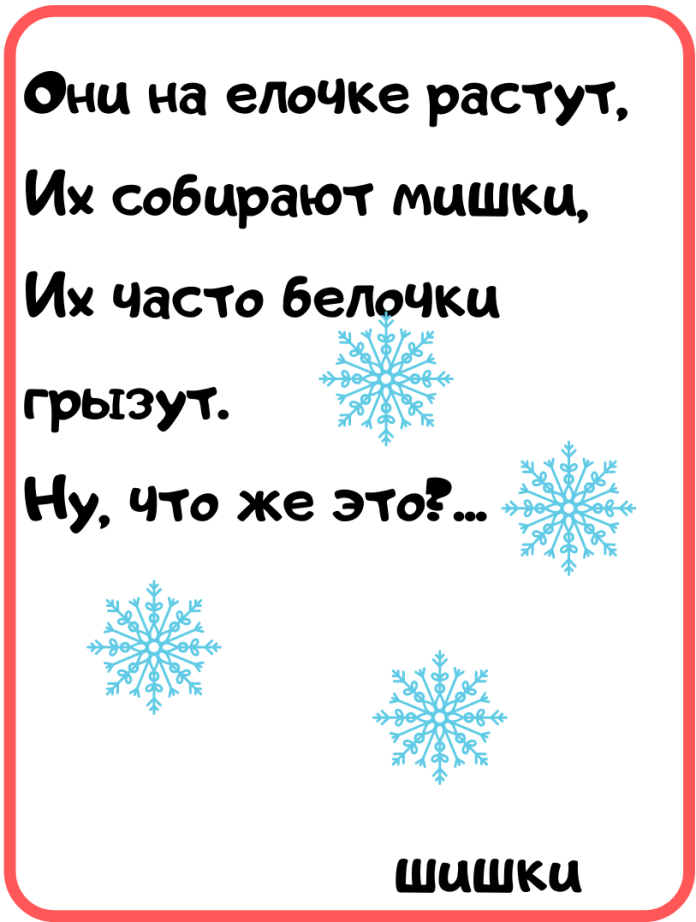 Они на елочке растут,
Их собирают мишки,
Их часто белочки
грызут.
Ну, что же это?...
шишки